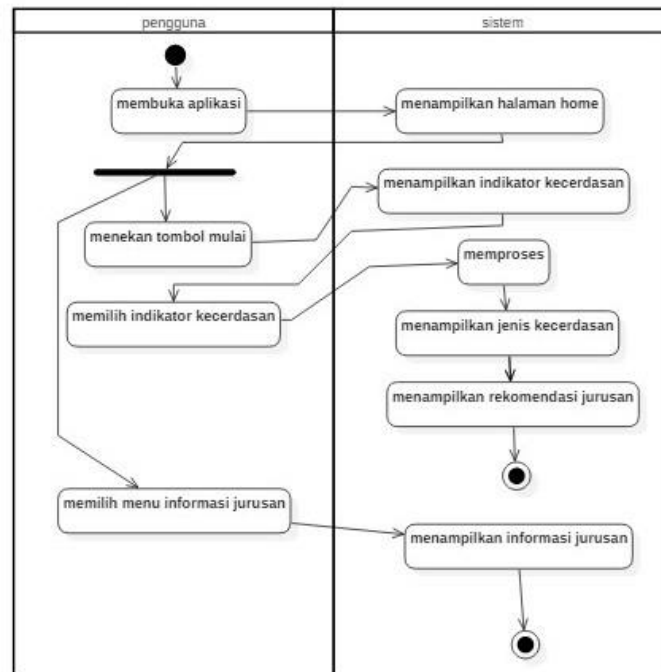 pengguna
sistem
membuka aplikasi
menampilkan halaman home
menampilkan indikator kecerdasan
menekan tombol mulai
memproses
memilih indikator kecerdasan
menampilkan jenis kecerdasan
menampilkan rekomendasi jurusan
memilih menu informasi jurusan
menampilkan informasi jurusan